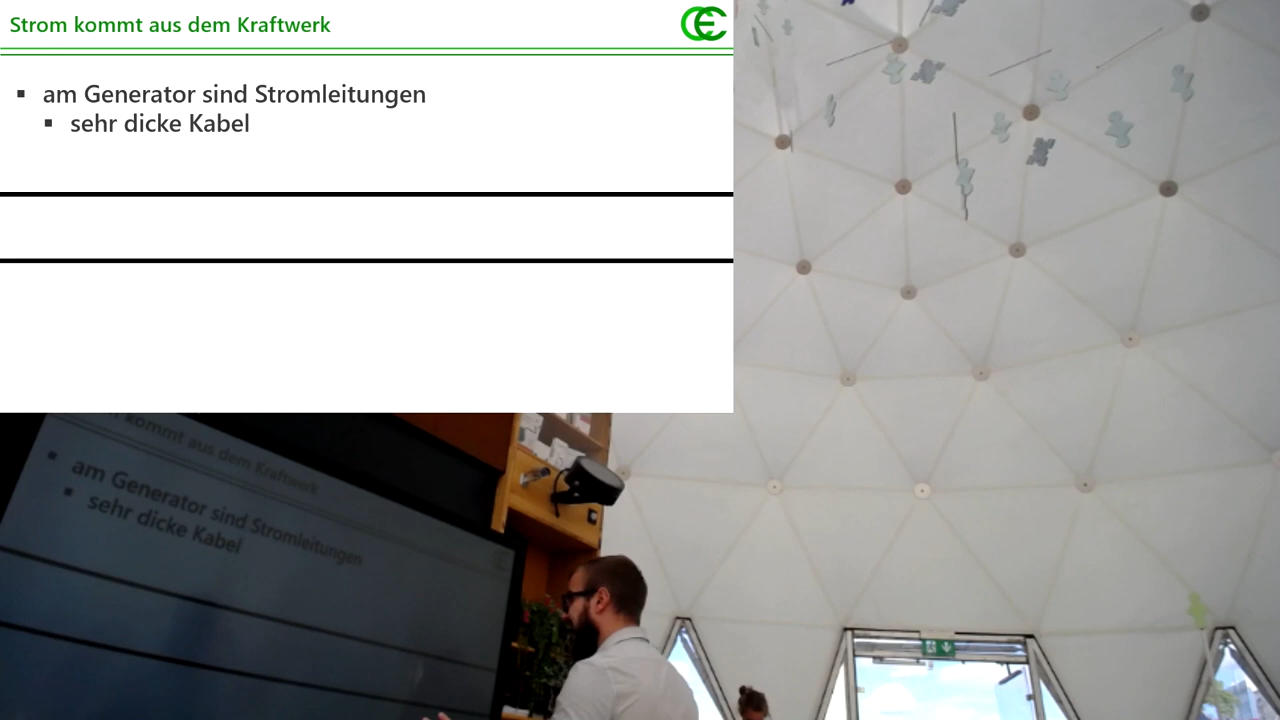 Strom kommt aus dem Kraftwerk
CE
▪ am Generator sind Stromleitungen
▪ sehr dicke Kabel
kommt aus dem Kraftwerk
▪ am Generator sind Stromleitungen
▪ sehr dicke Kabel